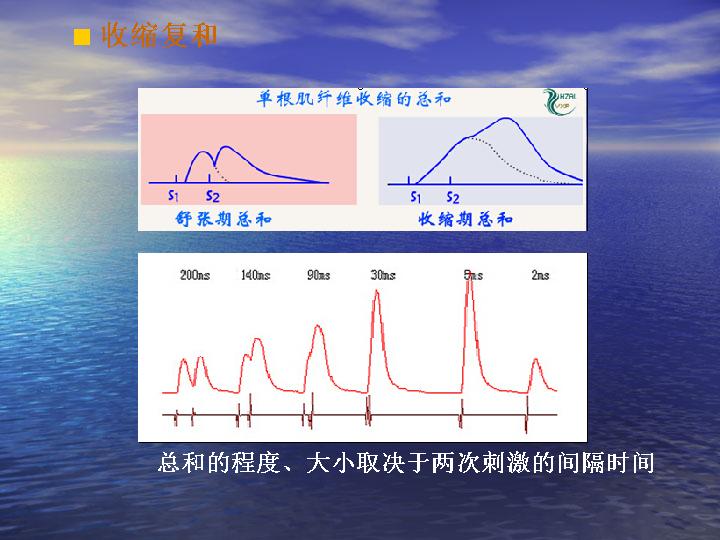 收缩复和
单根肌纤维收缩的总和
HZAU
S1 S2
S1 S2
舒张期总和 收缩期总和
200ms 140ms 90ms 30ms 5ms 2ms
总和的程度、大小取决于两次刺激的间隔时间